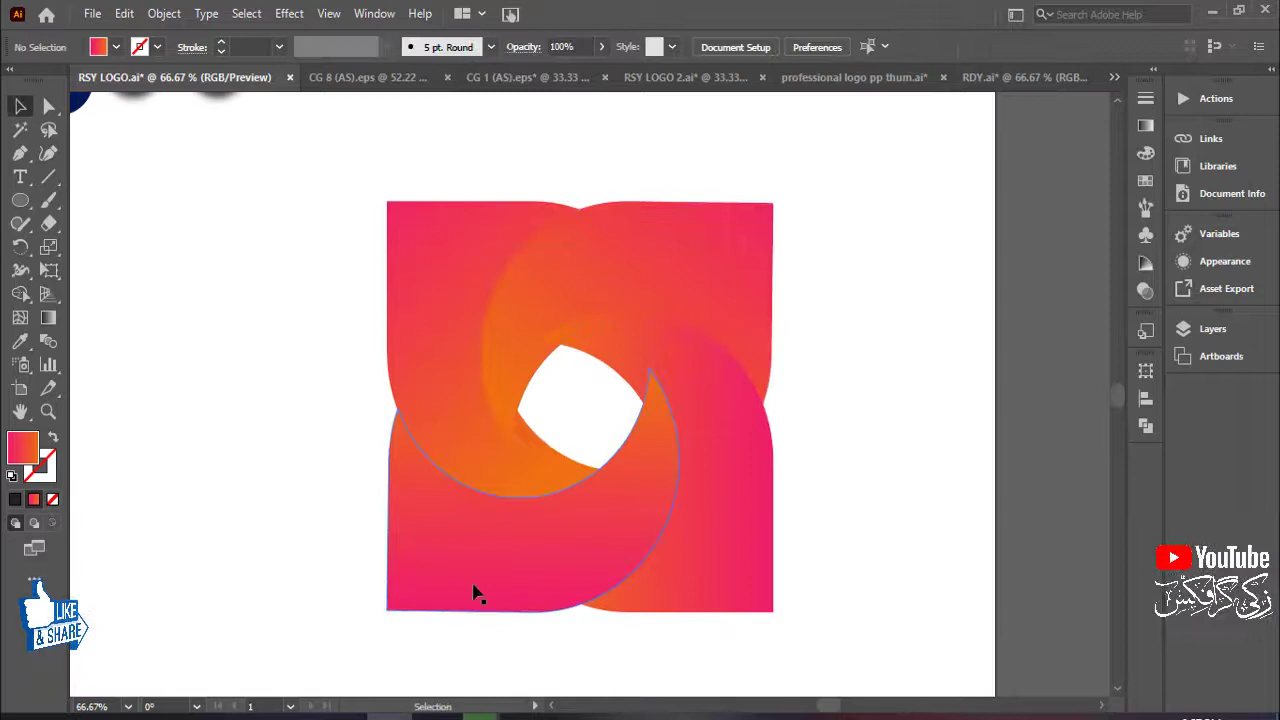 Ai File Edit Object Type Select Effect View Window Help Search Adobe Help
No Selection Stroke: 5 pt. Round Opacity: 100% Style: Document Setup Preferences
RSY LOGO.ai* @ 66.67 % (RGB/Preview) × CG 8 (AS).eps @ 52.22 ... × CG 1 (AS).eps* @ 33.33 ... × RSY LOGO 2.ai* @ 33.33... × professional logo pp thum.ai* × RDY.ai* @ 66.67 % (RGB...
Actions
Links
Libraries
Document Info
Variables
Appearance
Asset Export
Layers
Artboards
YouTube
زکی گرافکس
LIKE
& SHARE
66.67% 0° 1 Selection